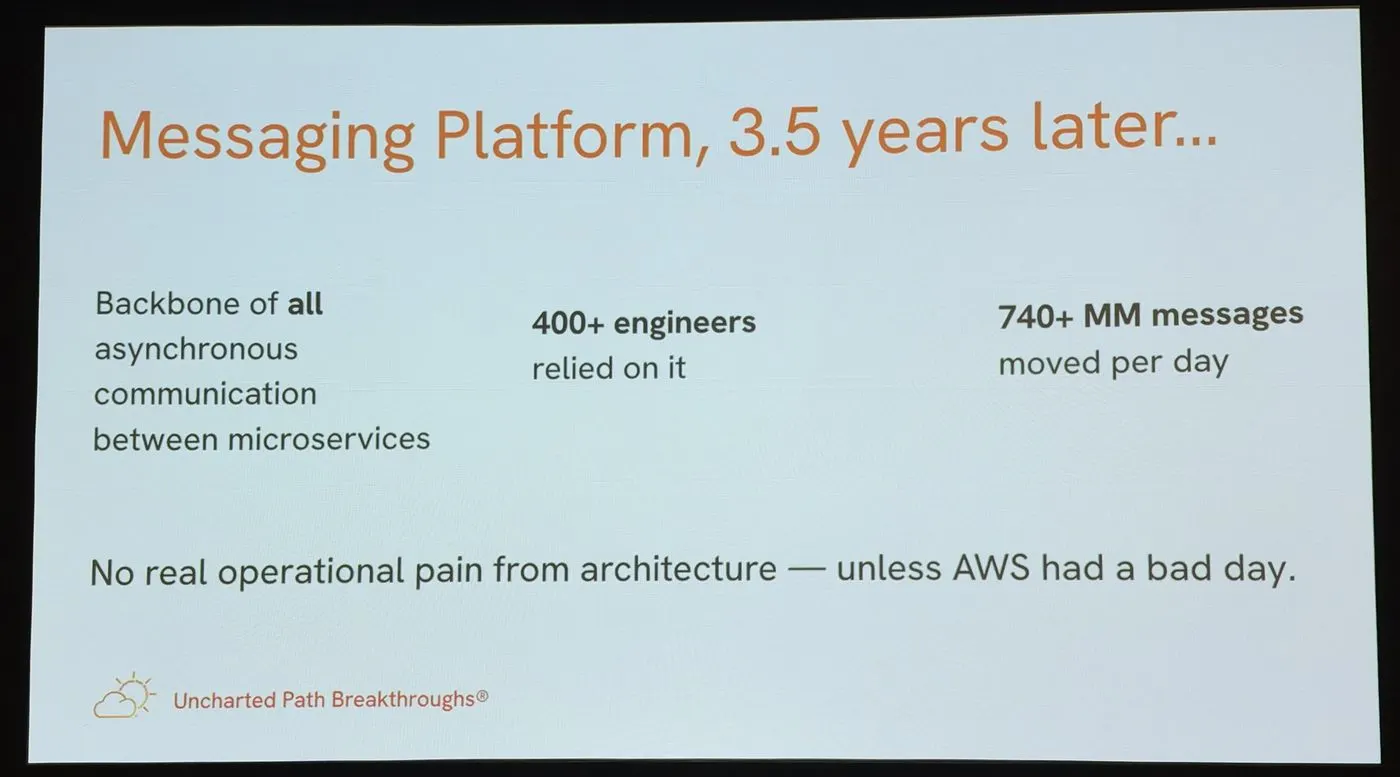 Messaging Platform, 3.5 years later...
Backbone of all
asynchronous
communication
between microservices
400+ engineers
relied on it
740+ MM messages
moved per day
No real operational pain from architecture — unless AWS had a bad day.
Uncharted Path Breakthroughs®